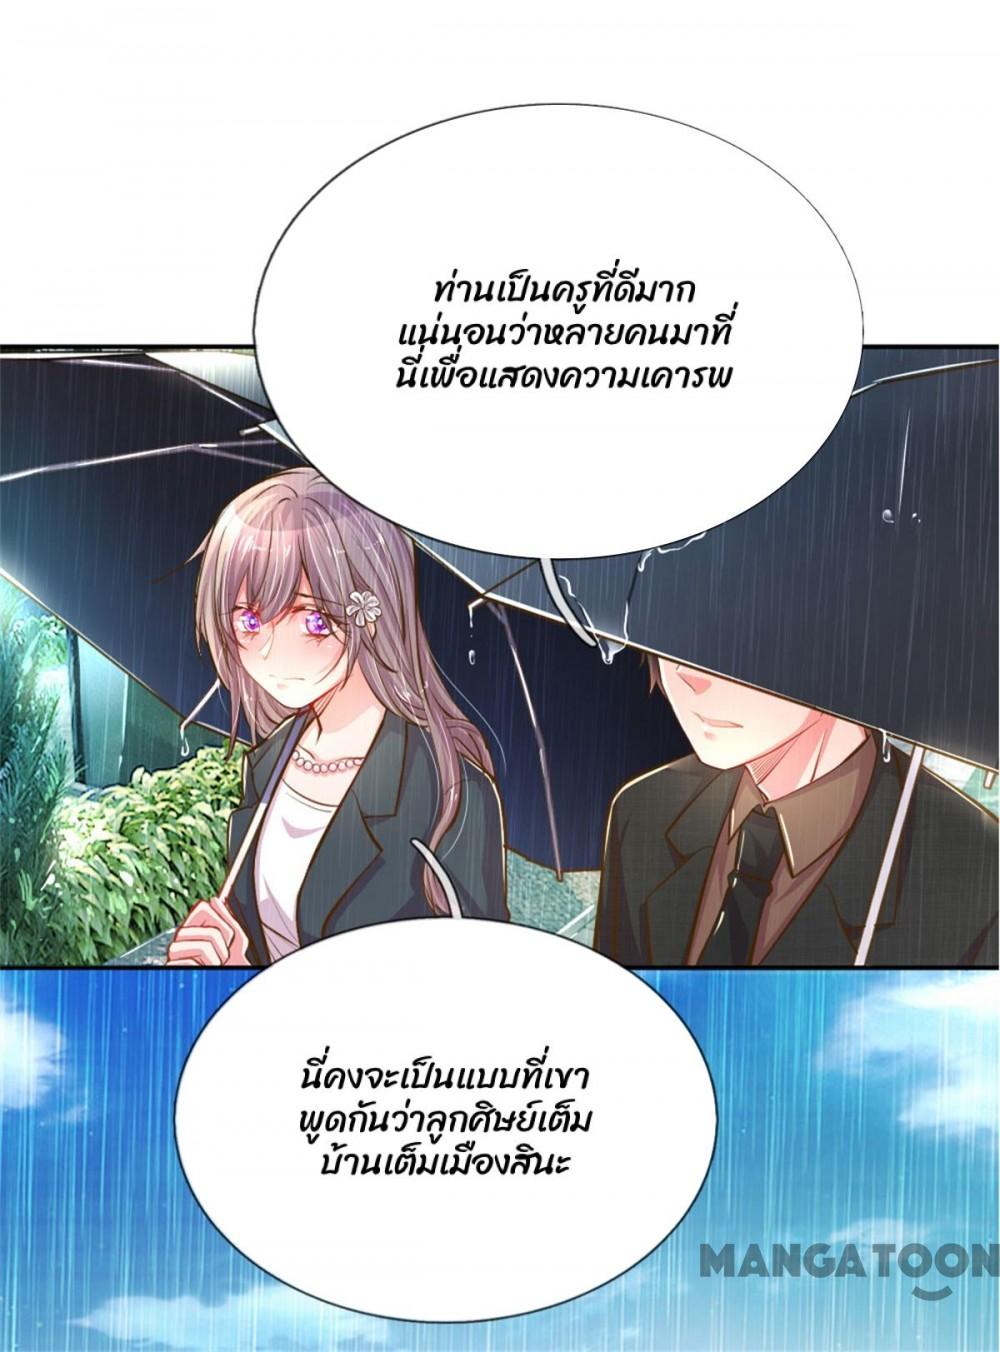 ท่านเป็นครูที่ดีมาก
แน่นอนว่าหลายคนมาที่
นี่เพื่อแสดงความเคารพ
นี่คงจะเป็นแบบที่เขา
พูดกันว่าลูกศิษย์เต็ม
บ้านเต็มเมืองสินะ
MANGATOON